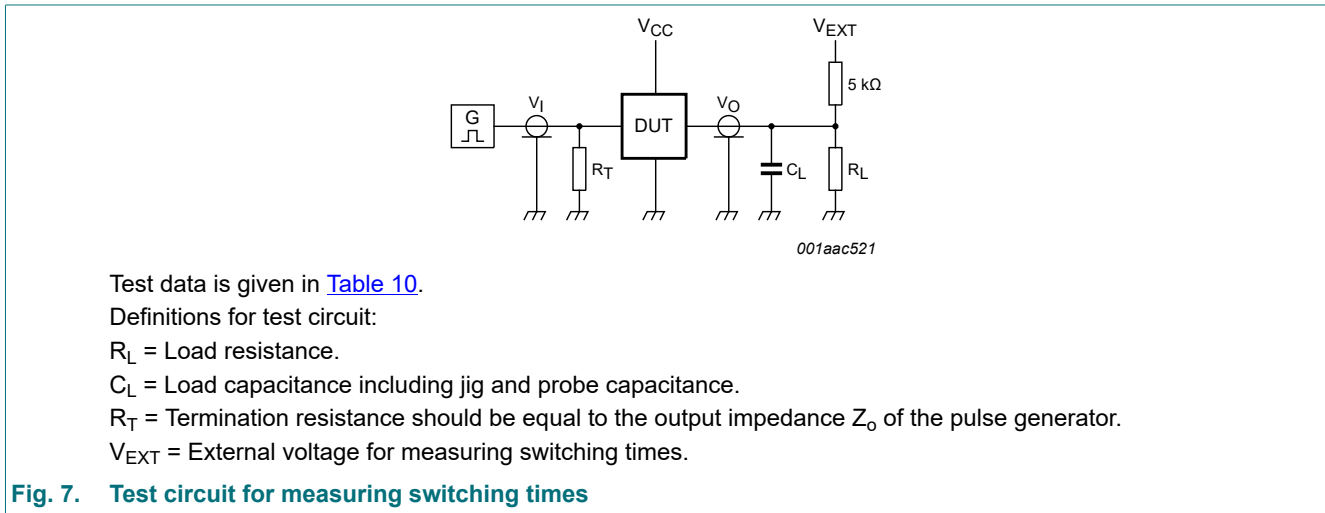 VCC
VEXT
5 kΩ
G
VI
DUT
VO
RT
CL
RL
001aac521
Test data is given in Table 10.
Definitions for test circuit:
RL = Load resistance.
CL = Load capacitance including jig and probe capacitance.
RT = Termination resistance should be equal to the output impedance Zo of the pulse generator.
VEXT = External voltage for measuring switching times.
Fig. 7. Test circuit for measuring switching times